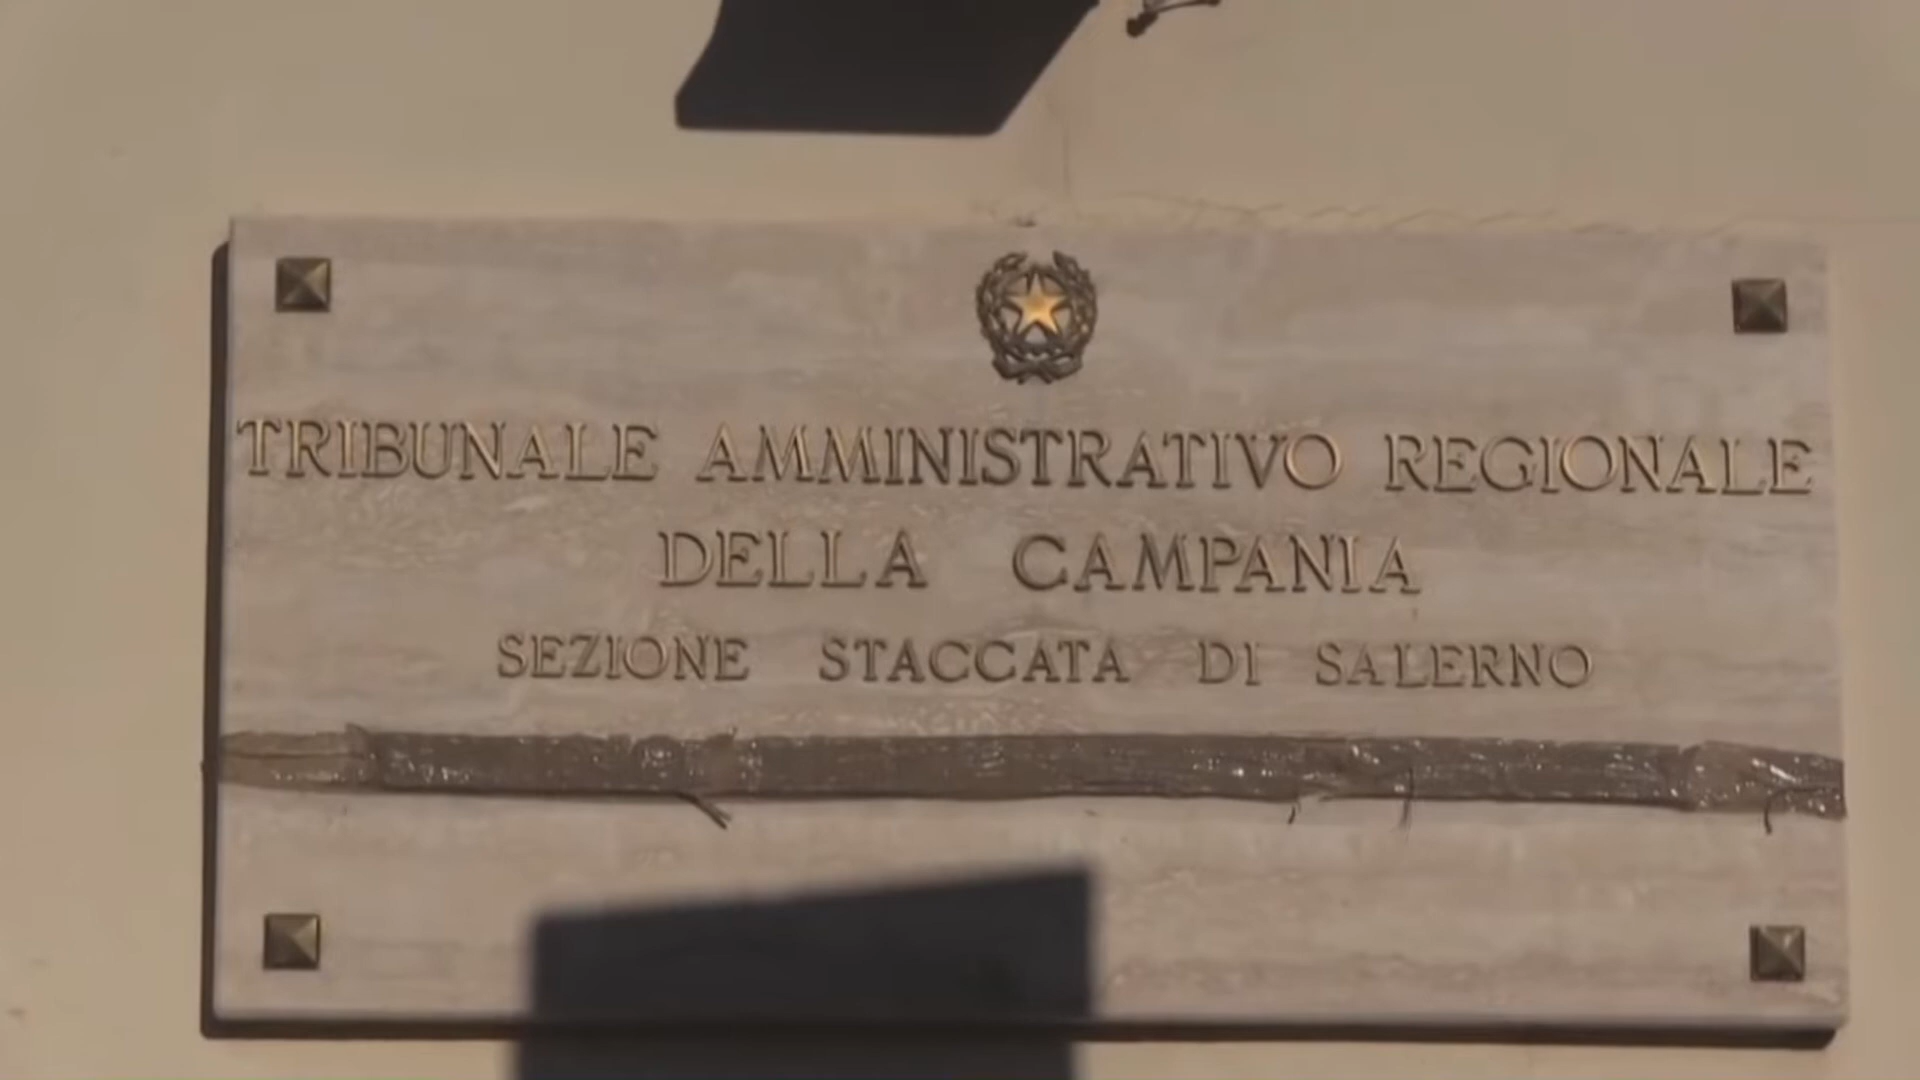 TRIBUNALE AMMINISTRATIVO REGIONALE
DELLA CAMPANIA
SEZIONE STACCATA DI SALERNO